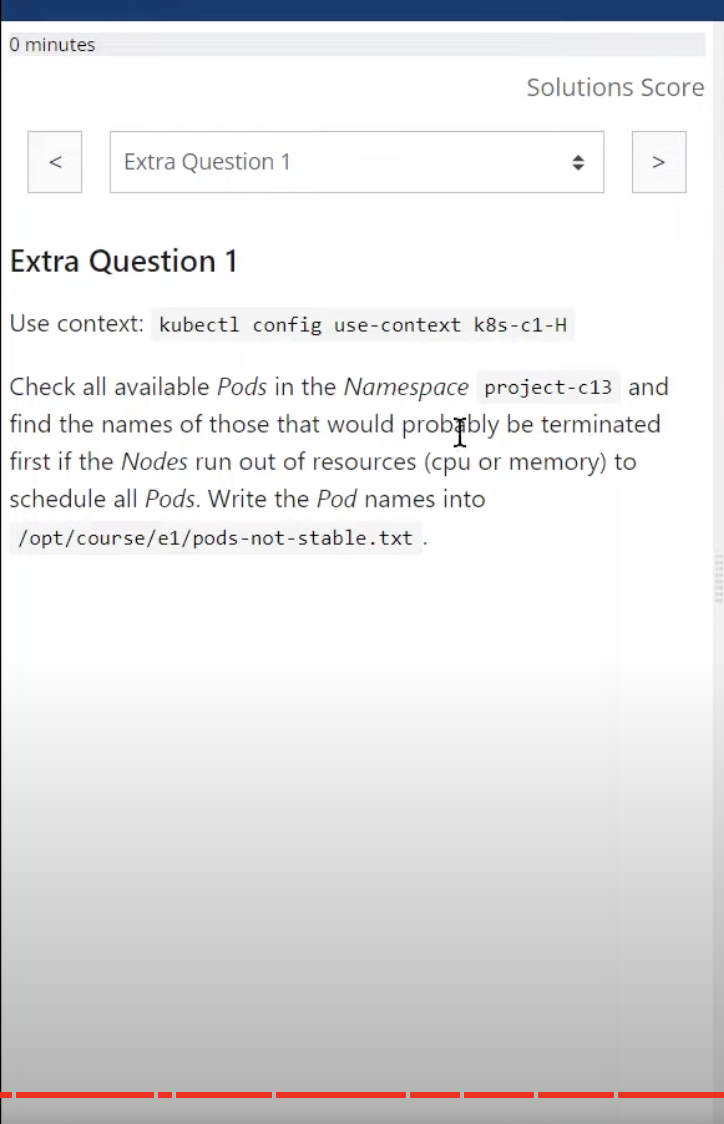 0 minutes
Solutions Score
<
Extra Question 1
>
Extra Question 1
Use context: kubectl config use-context k8s-c1-H
Check all available Pods in the Namespace project-c13 and
find the names of those that would probably be terminated
first if the Nodes run out of resources (cpu or memory) to
schedule all Pods. Write the Pod names into
/opt/course/e1/pods-not-stable.txt .